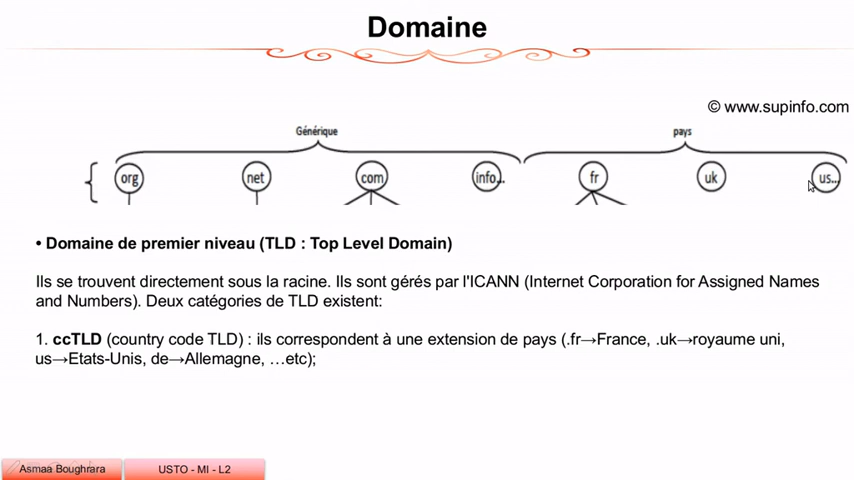 Domaine
© www.supinfo.com
Générique pays
org net com info... fr uk us...
• Domaine de premier niveau (TLD : Top Level Domain)
Ils se trouvent directement sous la racine. Ils sont gérés par l'ICANN (Internet Corporation for Assigned Names
and Numbers). Deux catégories de TLD existent:
1. ccTLD (country code TLD) : ils correspondent à une extension de pays (.fr→France, .uk→royaume uni,
us→Etats-Unis, de→Allemagne, …etc);
Asmaa Boughrara USTO - MI - L2